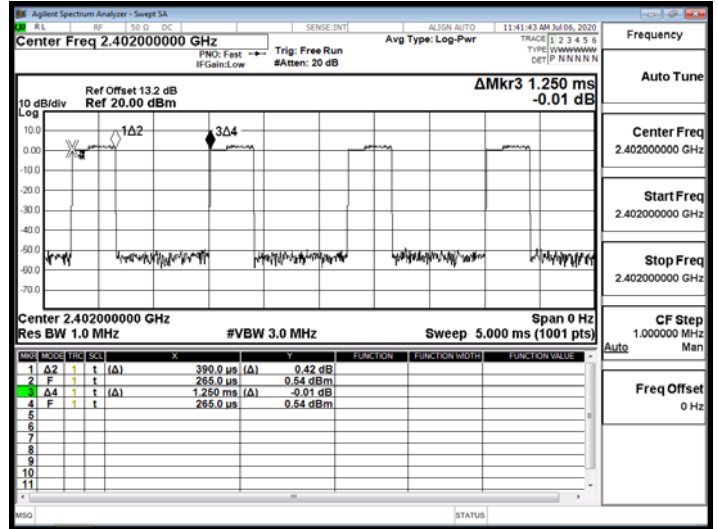 Agilent Spectrum Analyzer - Swept SA
RL RF 50 Ω DC SENSE:INT ALIGN AUTO 11:41:43 AM Jul 06, 2020
Center Freq 2.402000000 GHz
PNO: Fast
IFGain:Low
Trig: Free Run
#Atten: 20 dB
Avg Type: Log-Pwr
TRACE 1 2 3 4 5 6
TYPE WWWWWW
DET P N N N N N
Ref Offset 13.2 dB
Ref 20.00 dBm
10 dB/div
Log
ΔMkr3 1.250 ms
-0.01 dB
10.0
0.00
-10.0
-20.0
-30.0
-40.0
-50.0
-60.0
-70.0
1Δ2
3Δ4
Center 2.402000000 GHz
Span 0 Hz
Res BW 1.0 MHz
#VBW 3.0 MHz
Sweep 5.000 ms (1001 pts)
MKR MODE TRC SCL X Y FUNCTION FUNCTION WIDTH FUNCTION VALUE
1 Δ2 1 t (Δ) 390.0 µs (Δ) 0.42 dB
2 F 1 t 265.0 µs 0.54 dBm
3 Δ4 1 t (Δ) 1.250 ms (Δ) -0.01 dB
4 F 1 t 265.0 µs 0.54 dBm
5
6
7
8
9
10
11
MSG
STATUS
Frequency
Auto Tune
Center Freq
2.402000000 GHz
Start Freq
2.402000000 GHz
Stop Freq
2.402000000 GHz
CF Step
1.000000 MHz
Auto Man
Freq Offset
0 Hz